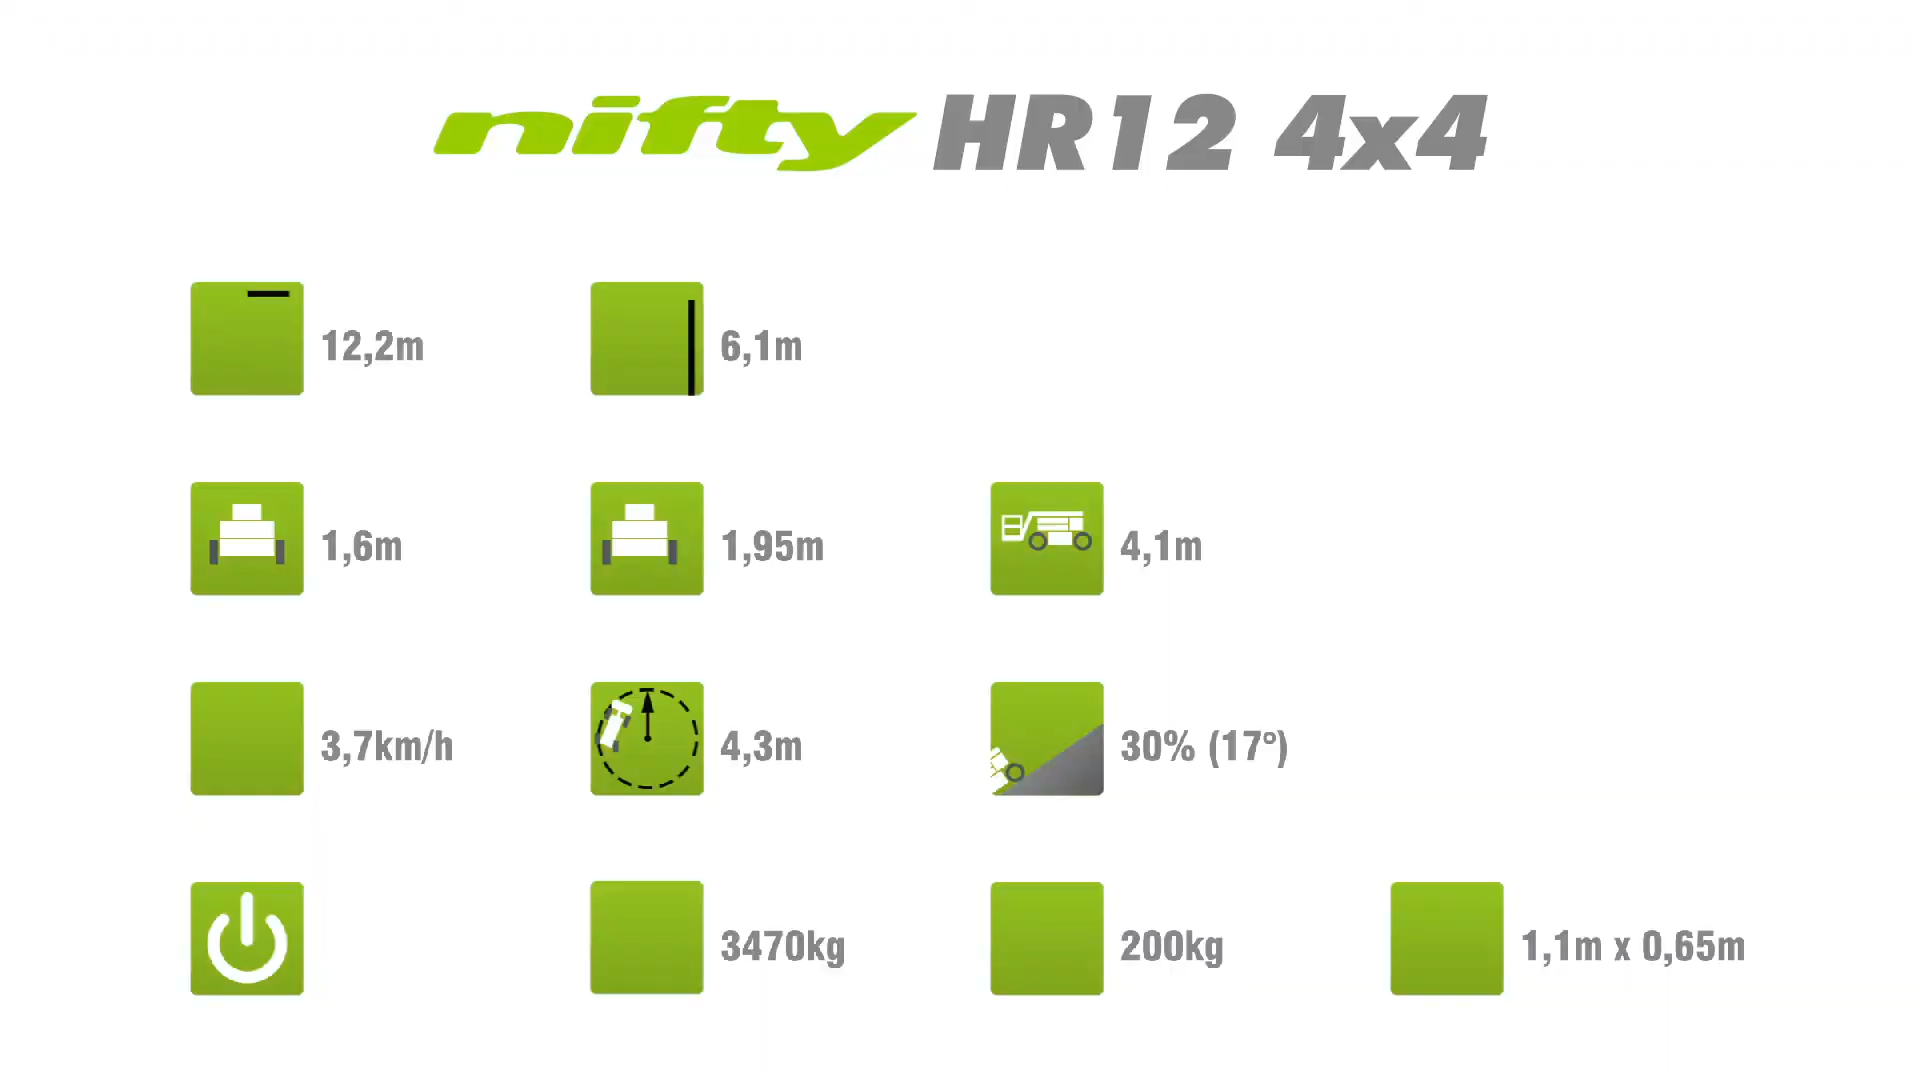 nifty HR12 4x4
12,2m
6,1m
1,6m
1,95m
4,1m
3,7km/h
4,3m
30% (17°)
3470kg
200kg
1,1m x 0,65m